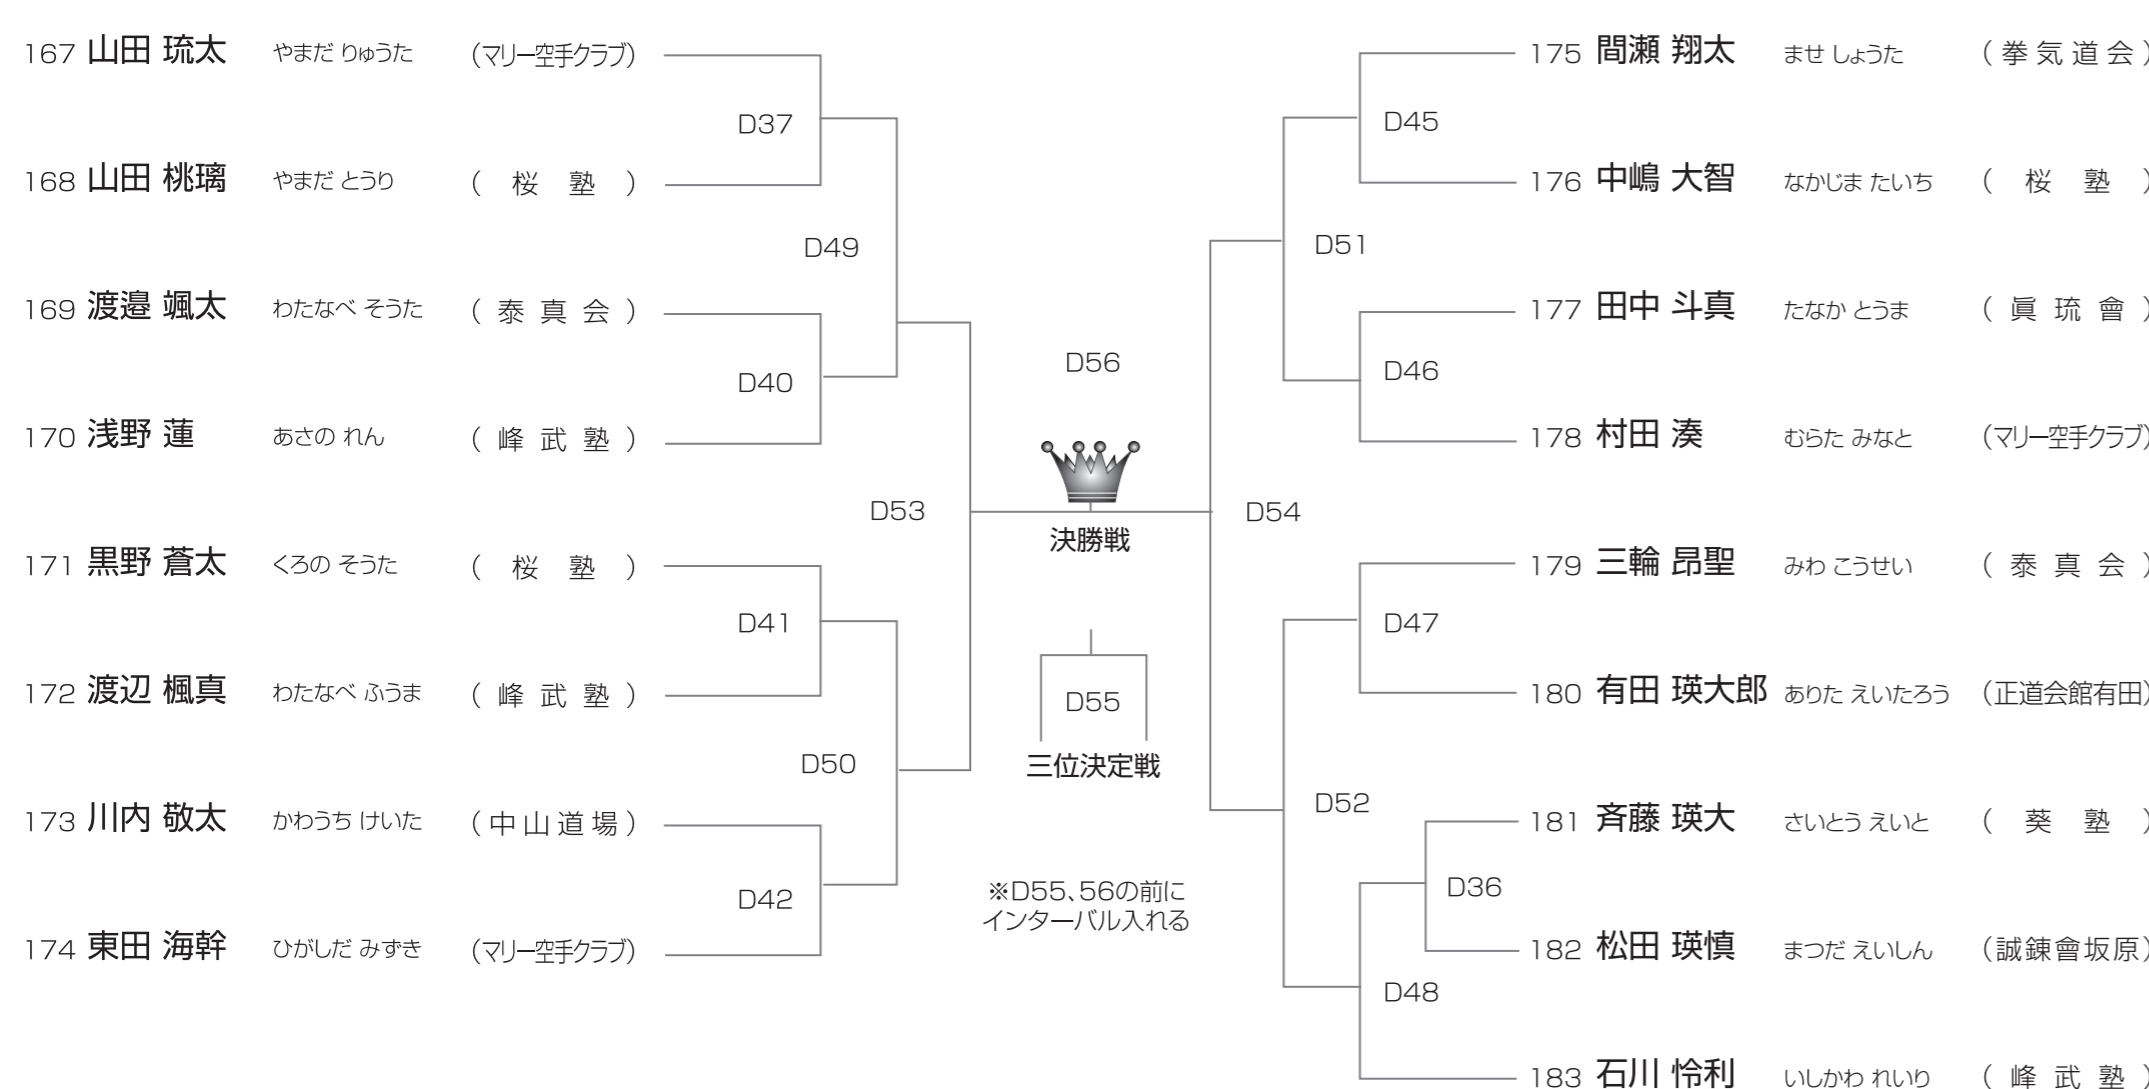 167 山田 琉太 やまだ りゅうた (マリー空手クラブ)
D37
168 山田 桃璃 やまだ とうり ( 桜 塾 )
D49
169 渡邉 颯太 わたなべ そうた ( 泰 真 会 )
D40
170 浅野 蓮 あさの れん ( 峰 武 塾 )
D53
171 黒野 蒼太 くろの そうた ( 桜 塾 )
D41
172 渡辺 楓真 わたなべ ふうま ( 峰 武 塾 )
D50
173 川内 敬太 かわうち けいた ( 中 山 道 場 )
D42
174 東田 海幹 ひがしだ みずき (マリー空手クラブ)
D56
決勝戦
D55
三位決定戦
※D55、56の前に
インターバル入れる
175 間瀬 翔太 ませ しょうた ( 拳 気 道 会 )
D45
176 中嶋 大智 なかじま たいち ( 桜 塾 )
D51
177 田中 斗真 たなか とうま ( 眞 琉 會 )
D46
178 村田 湊 むらた みなと (マリー空手クラブ)
D54
179 三輪 昂聖 みわ こうせい ( 泰 真 会 )
D47
180 有田 瑛大郎 ありた えいたろう (正道会館有田)
D52
181 斉藤 瑛大 さいとう えいと ( 葵 塾 )
D36
182 松田 瑛慎 まつだ えいしん (誠錬會坂原)
D48
183 石川 怜利 いしかわ れいり ( 峰 武 塾 )